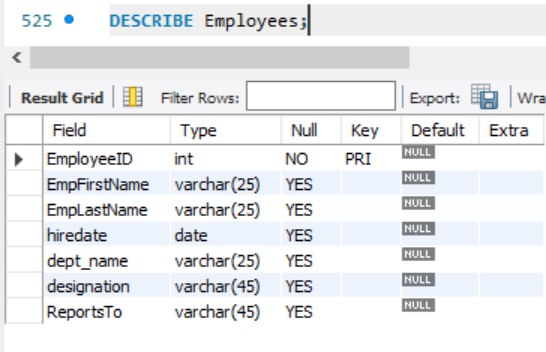 525 DESCRIBE Employees;
Result Grid Filter Rows: Export: Wra
Field Type Null Key Default Extra
EmployeeID int NO PRI NULL
EmpFirstName varchar(25) YES NULL
EmpLastName varchar(25) YES NULL
hiredate date YES NULL
dept_name varchar(25) YES NULL
designation varchar(45) YES NULL
ReportsTo varchar(45) YES NULL